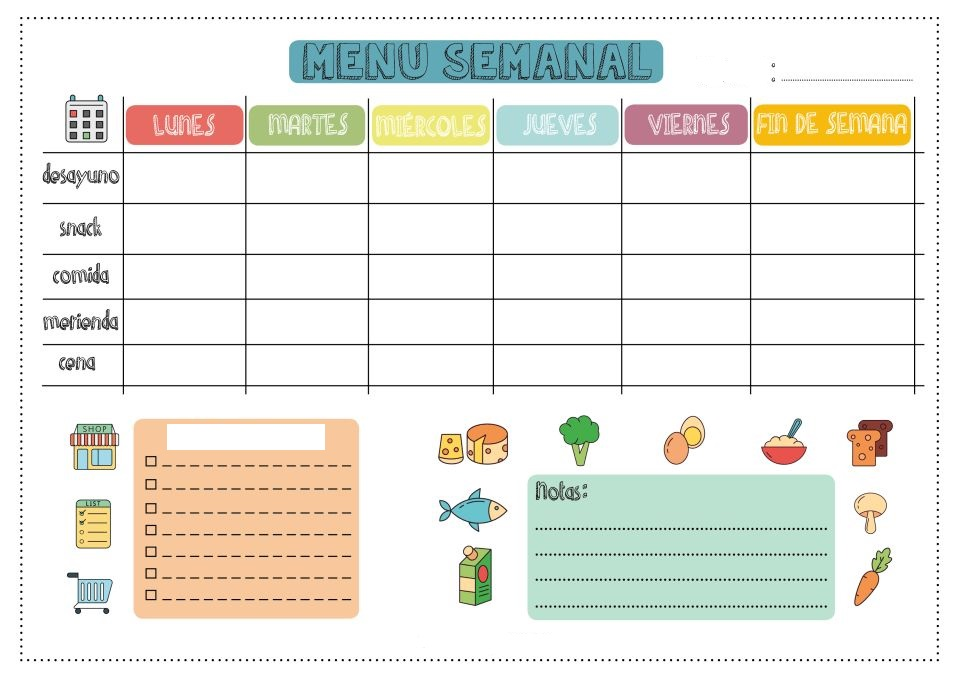 MENU SEMANAL
LUNES MARTES MIÉRCOLES JUEVES VIERNES FIN DE SEMANA
desayuno
snack
comida
merienda
cena
SHOP
LIST
Notas: